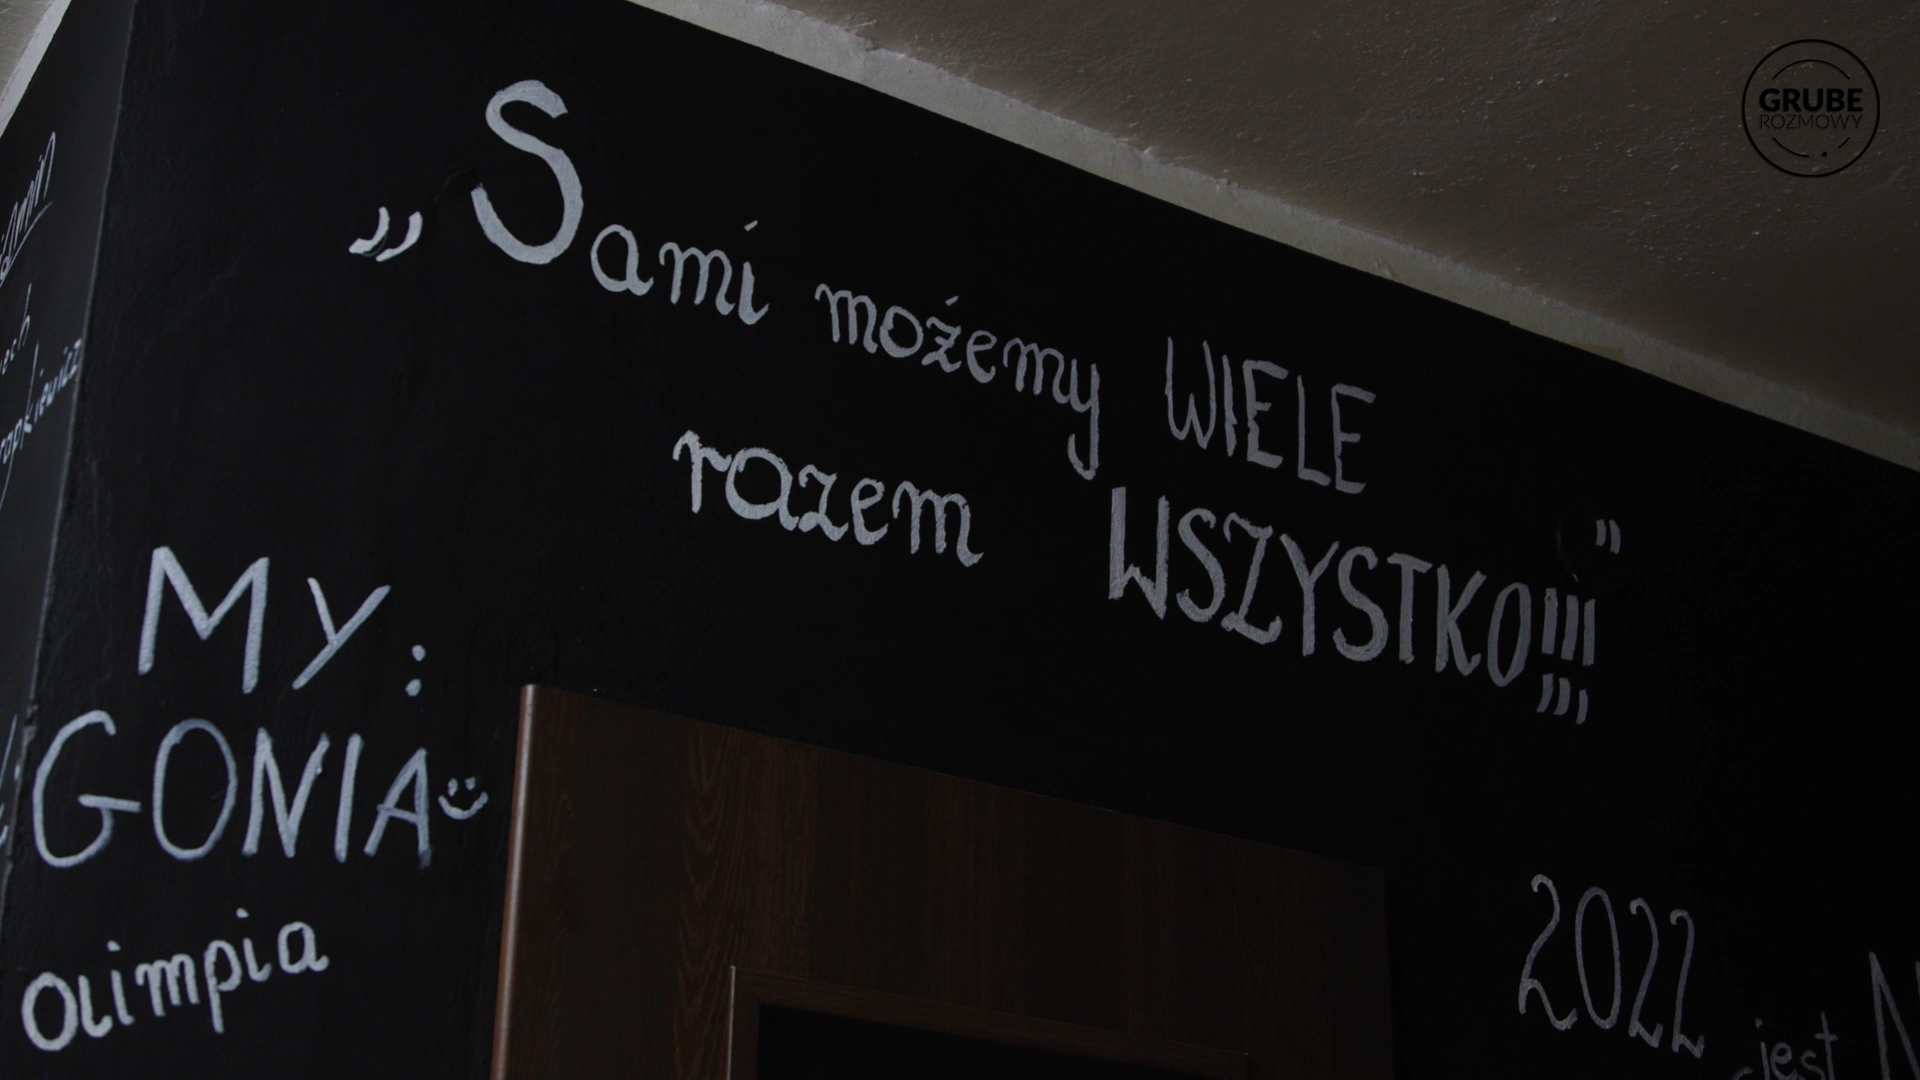 GRUBE
ROZMOWY
„Sami możemy WIELE
razem WSZYSTKO!!!"
MY:
GONIA
Olimpia
2022
jest